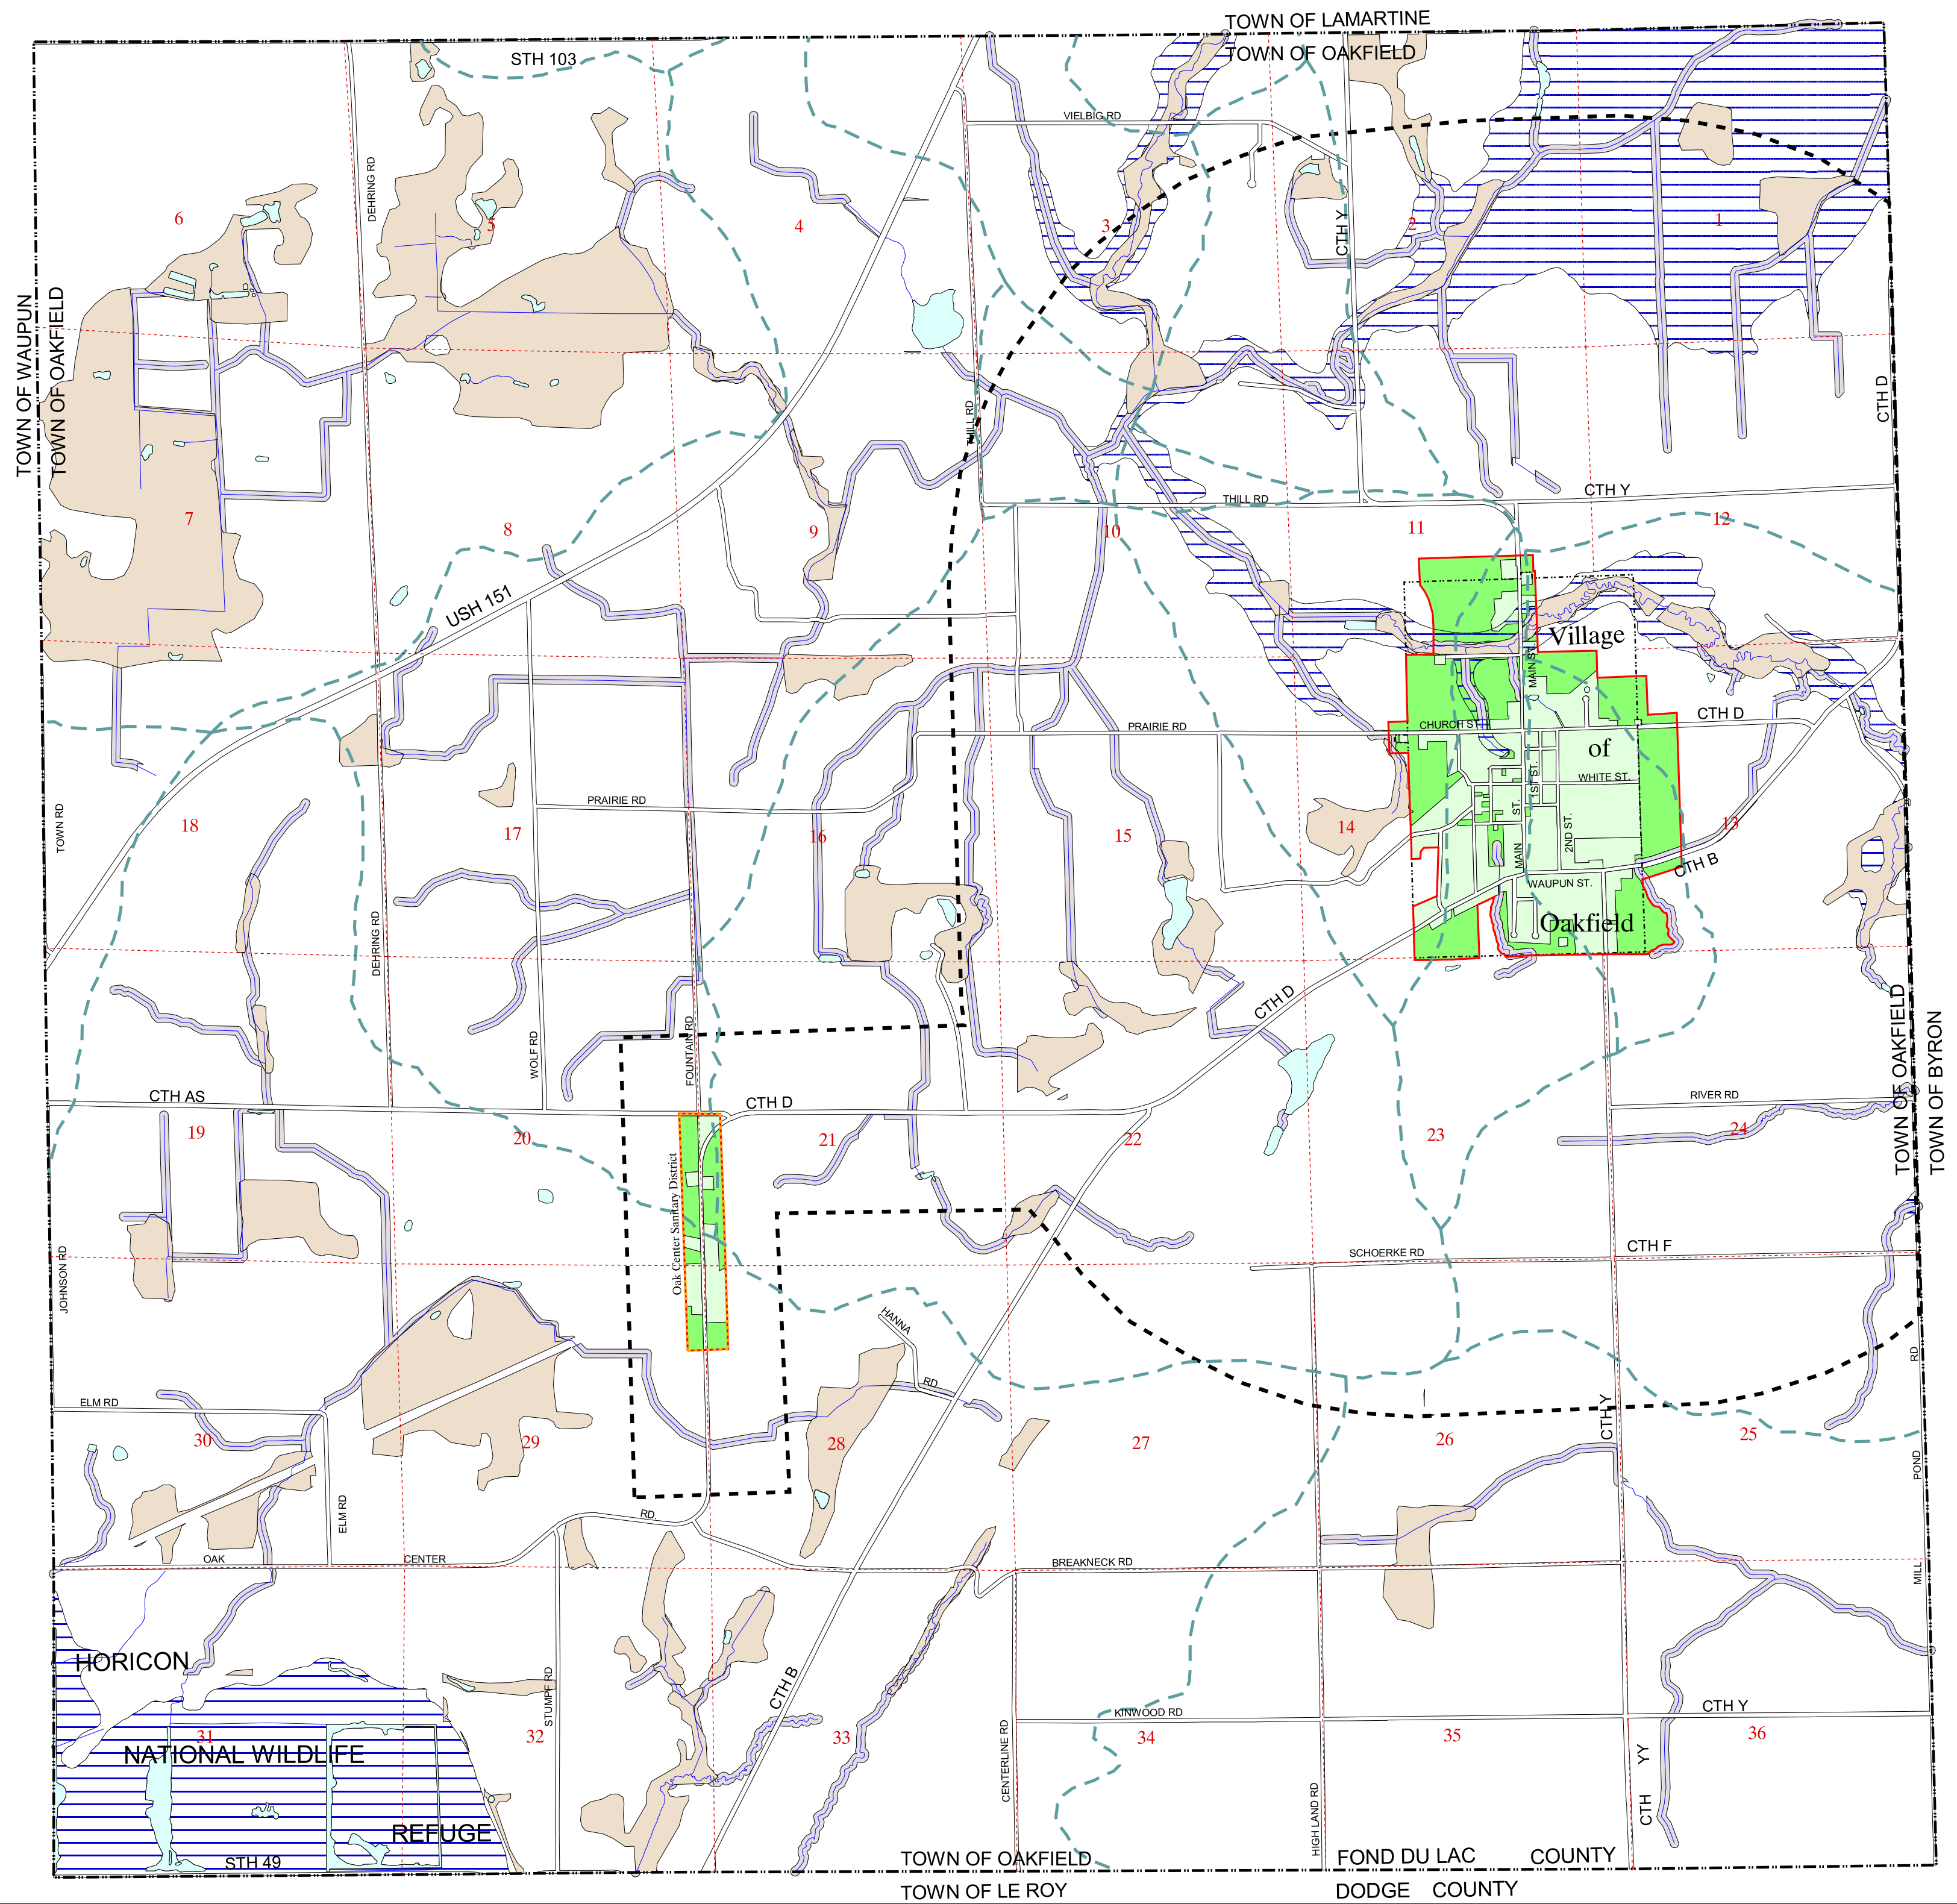 TOWN OF LAMARTINE
TOWN OF OAKFIELD
STH 103
VIELBIG RD
DEHRING RD
6
5
4
3
2
1
CTH Y
TOWN OF WAUPUN
TOWN OF OAKFIELD
CTH D
THILL RD
THILL RD
CTH Y
7
8
9
10
11
12
USH 151
Village
of
Oakfield
MAIN ST.
CHURCH ST.
CTH D
PRAIRIE RD
1ST ST.
WHITE ST.
PRAIRIE RD
ST.
MAIN
2ND ST.
TOWN RD
18
17
16
15
14
13
CTH B
WAUPUN ST.
DEHRING RD
CTH D
WOLF RD
FOUNTAIN RD
TOWN OF OAKFIELD
TOWN OF BYRON
CTH AS
CTH D
RIVER RD
19
20
21
22
23
24
Oak Center Sanitary District
JOHNSON RD
SCHOERKE RD
CTH F
HANNA
RD
RD
ELM RD
CTH Y
30
29
28
27
26
25
POND
ELM RD
RD.
OAK
CENTER
BREAKNECK RD
MILL
HORICON
NATIONAL WILDLIFE
REFUGE
STUMPF RD
CTH B
KINWOOD RD
CTH Y
31
32
33
34
35
36
CENTERLINE RD
HIGHLAND RD
CTH
YY
STH 49
TOWN OF OAKFIELD
FOND DU LAC
COUNTY
TOWN OF LE ROY
DODGE
COUNTY